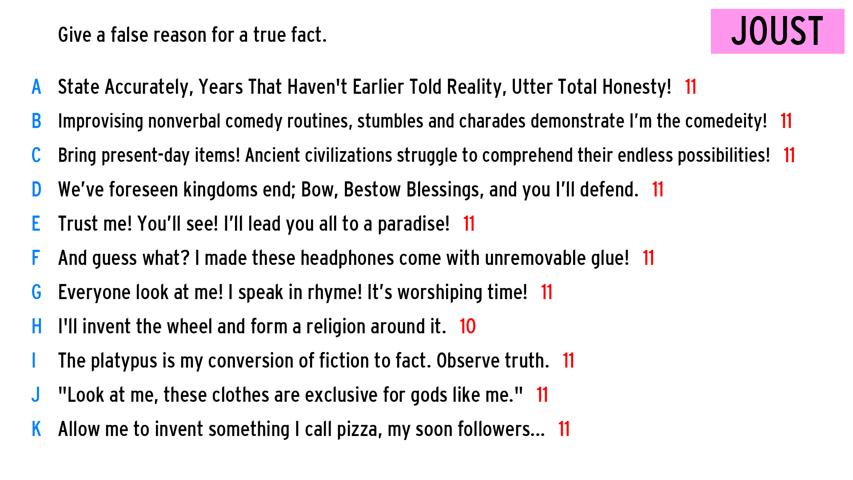 Give a false reason for a true fact.
JOUST
A State Accurately, Years That Haven't Earlier Told Reality, Utter Total Honesty! 11
B Improvising nonverbal comedy routines, stumbles and charades demonstrate I'm the comedeity! 11
C Bring present-day items! Ancient civilizations struggle to comprehend their endless possibilities! 11
D We've foreseen kingdoms end; Bow, Bestow Blessings, and you I'll defend. 11
E Trust me! You'll see! I'll lead you all to a paradise! 11
F And guess what? I made these headphones come with unremovable glue! 11
G Everyone look at me! I speak in rhyme! It's worshiping time! 11
H I'll invent the wheel and form a religion around it. 10
I The platypus is my conversion of fiction to fact. Observe truth. 11
J "Look at me, these clothes are exclusive for gods like me." 11
K Allow me to invent something I call pizza, my soon followers... 11